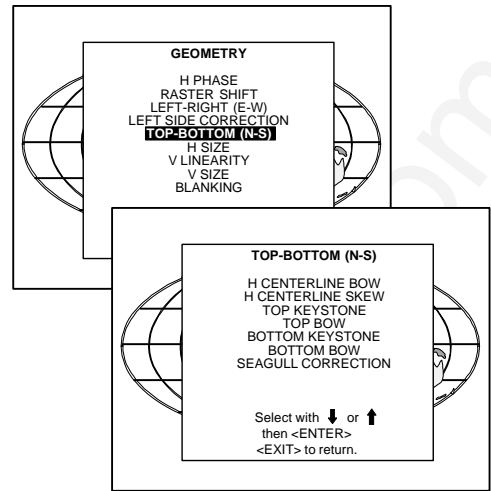 GEOMETRY
H PHASE
RASTER SHIFT
LEFT-RIGHT (E-W)
LEFT SIDE CORRECTION
TOP-BOTTOM (N-S)
H SIZE
V LINEARITY
V SIZE
BLANKING
TOP-BOTTOM (N-S)
H CENTERLINE BOW
H CENTERLINE SKEW
TOP KEYSTONE
TOP BOW
BOTTOM KEYSTONE
BOTTOM BOW
SEAGULL CORRECTION
Select with ⬇ or ⬆
then <ENTER>
<EXIT> to return.
om